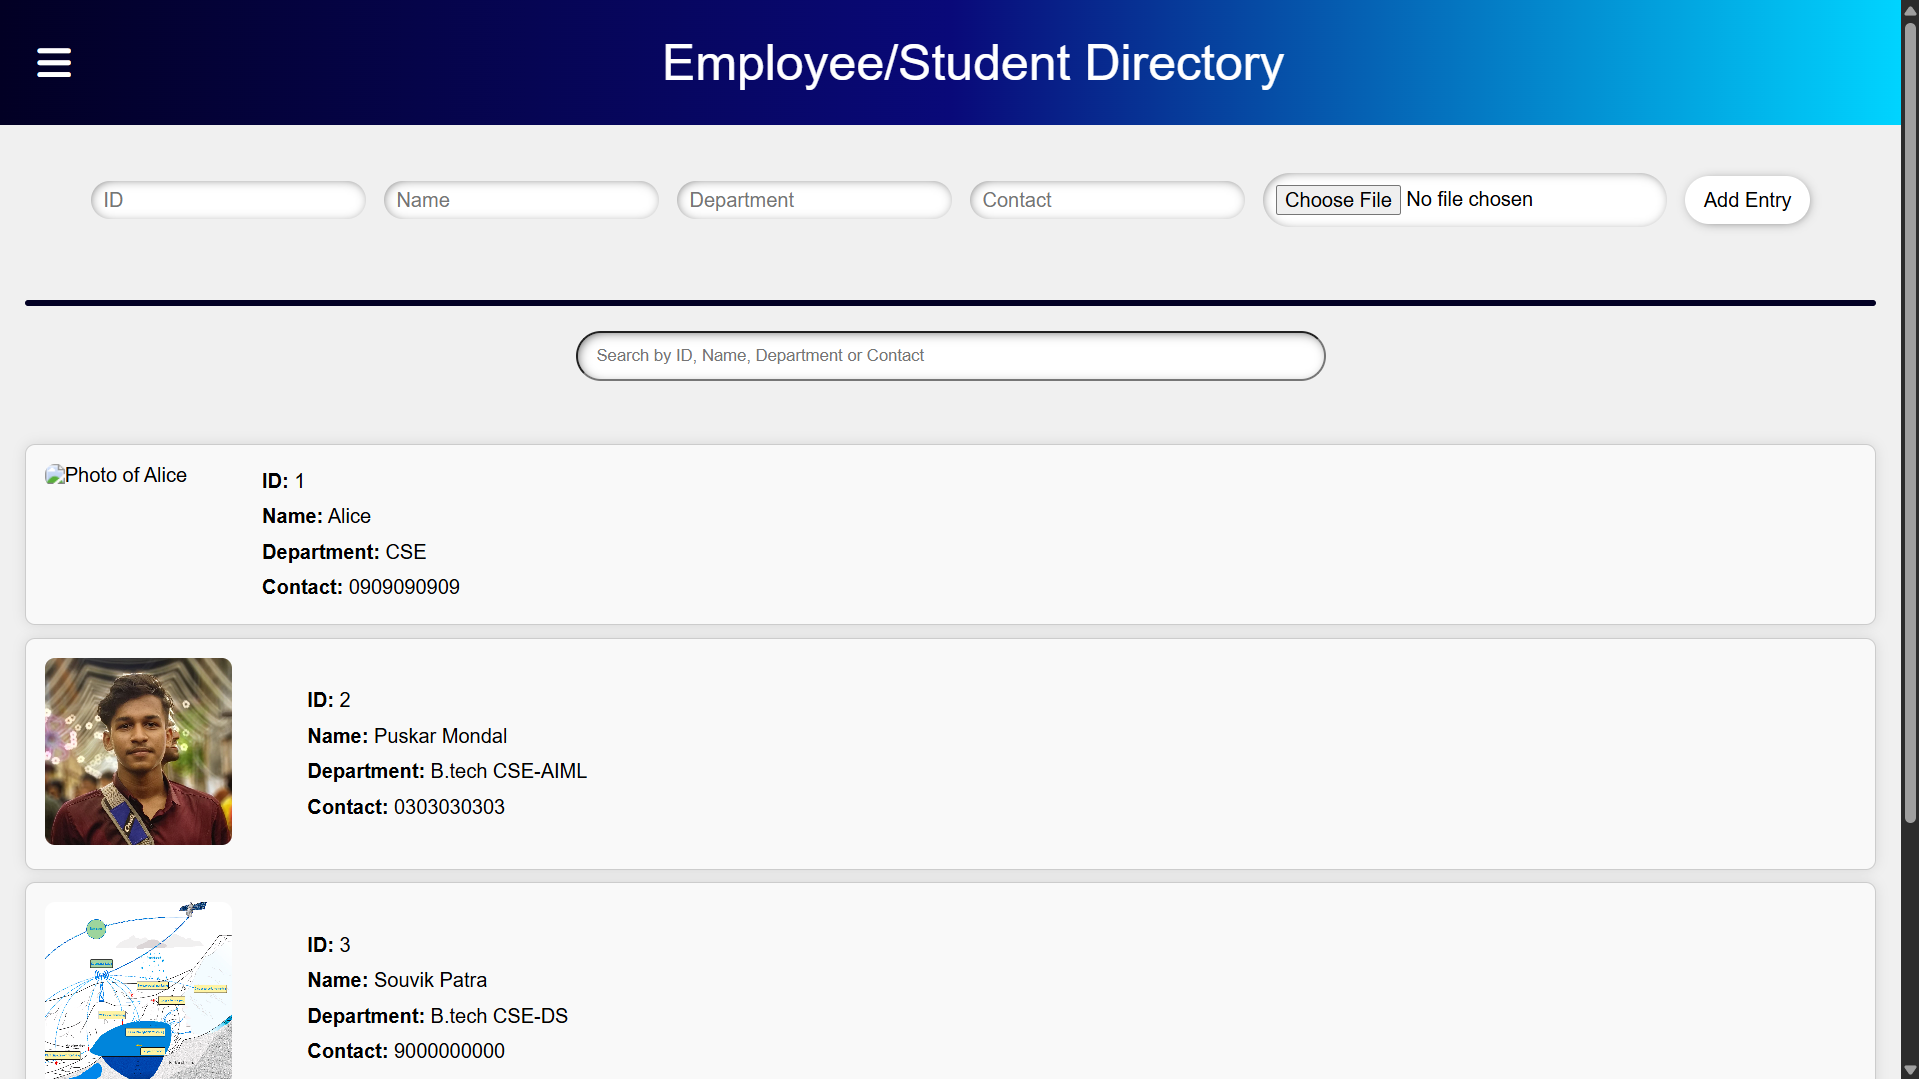 Employee/Student Directory
ID Name Department Contact Choose File No file chosen Add Entry
Search by ID, Name, Department or Contact
Photo of Alice
ID: 1
Name: Alice
Department: CSE
Contact: 0909090909
ID: 2
Name: Puskar Mondal
Department: B.tech CSE-AIML
Contact: 0303030303
ID: 3
Name: Souvik Patra
Department: B.tech CSE-DS
Contact: 9000000000